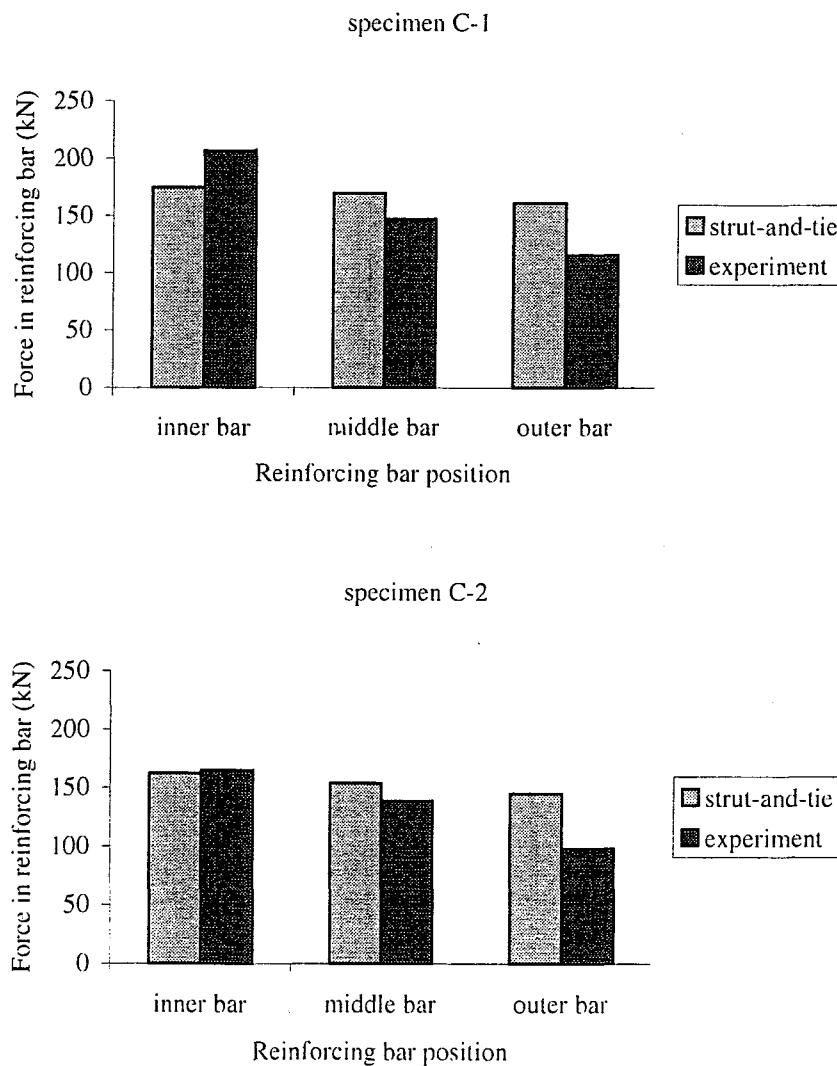 specimen C-1
Force in reinforcing bar (kN)
250
200
150
100
50
0
inner bar
middle bar
outer bar
Reinforcing bar position
strut-and-tie
experiment
specimen C-2
Force in reinforcing bar (kN)
250
200
150
100
50
0
inner bar
middle bar
outer bar
Reinforcing bar position
strut-and-tie
experiment